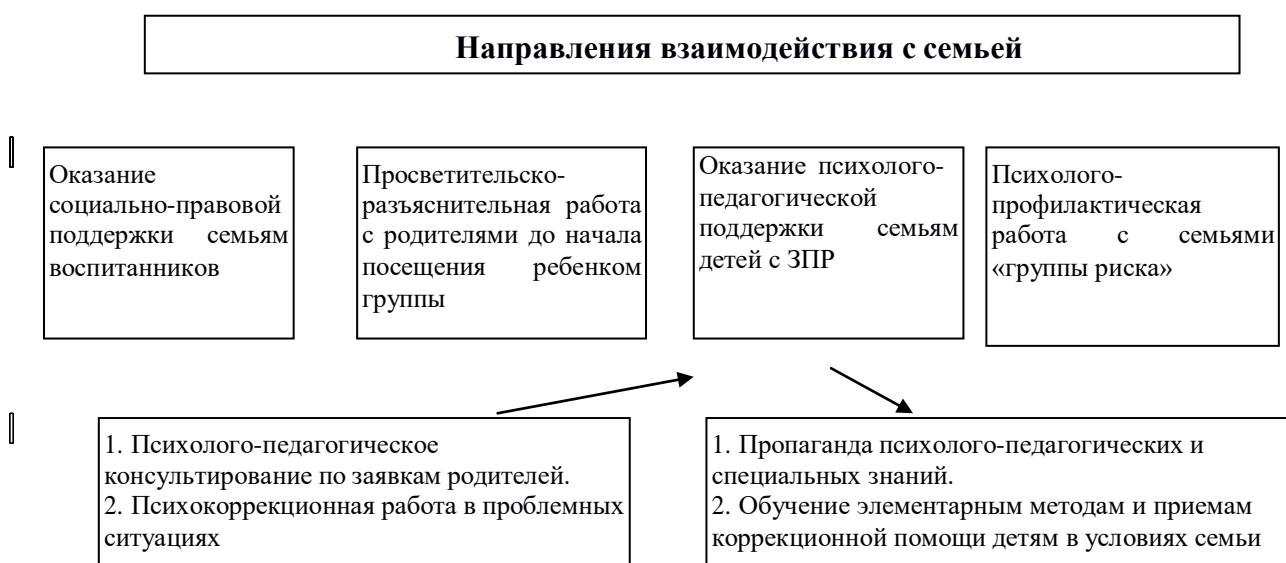 Направления взаимодействия с семьей
Оказание
социально-правовой
поддержки семьям
воспитанников
Просветительско-
разъяснительная работа
с родителями до начала
посещения ребенком
группы
Оказание психолого-
педагогической
поддержки семьям
детей с ЗПР
Психолого-
профилактическая
работа с семьями
«группы риска»
1. Психолого-педагогическое
консультирование по заявкам родителей.
2. Психокоррекционная работа в проблемных
ситуациях
1. Пропаганда психолого-педагогических и
специальных знаний.
2. Обучение элементарным методам и приемам
коррекционной помощи детям в условиях семьи